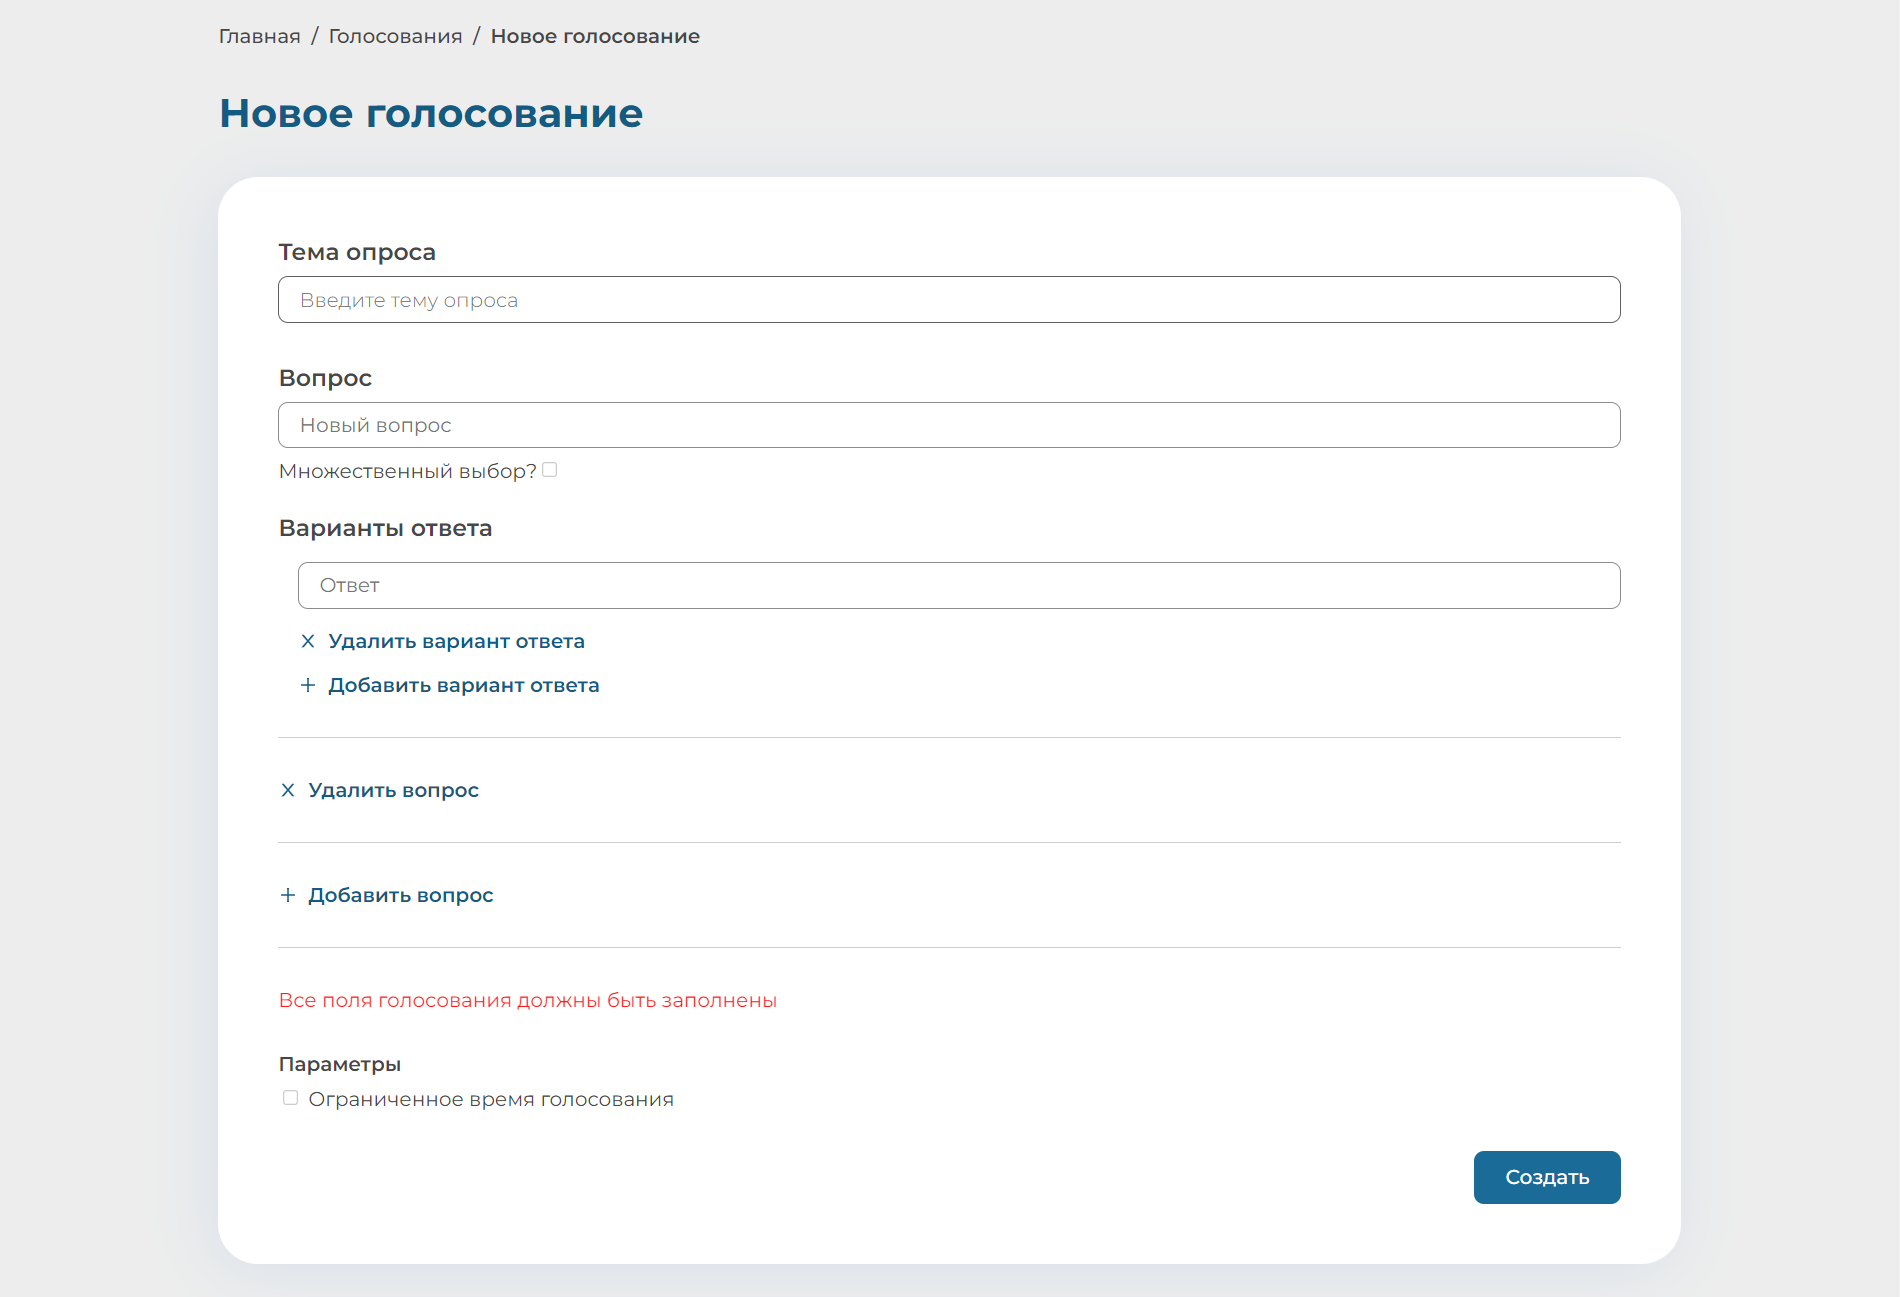 Главная / Голосования / Новое голосование
Новое голосование
Тема опроса
Введите тему опроса
Вопрос
Новый вопрос
Множественный выбор?
Варианты ответа
Ответ
Удалить вариант ответа
Добавить вариант ответа
Удалить вопрос
Добавить вопрос
Все поля голосования должны быть заполнены
Параметры
Ограниченное время голосования
Создать